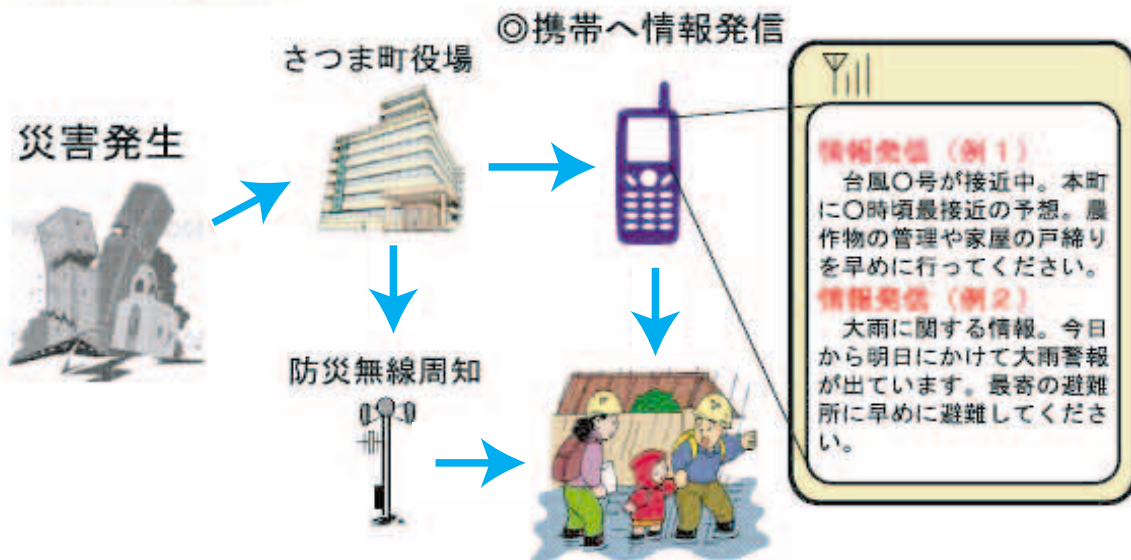 ◎携帯へ情報発信
さつま町役場
災害発生
防災無線周知
情報発信(例1)
台風〇号が接近中。本町
に〇時頃最接近の予想。農
作物の管理や家屋の戸締り
を早めに行ってください。
情報発信(例2)
大雨に関する情報。今日
から明日にかけて大雨警報
が出ています。最寄の避難
所に早めに避難してくださ
い。